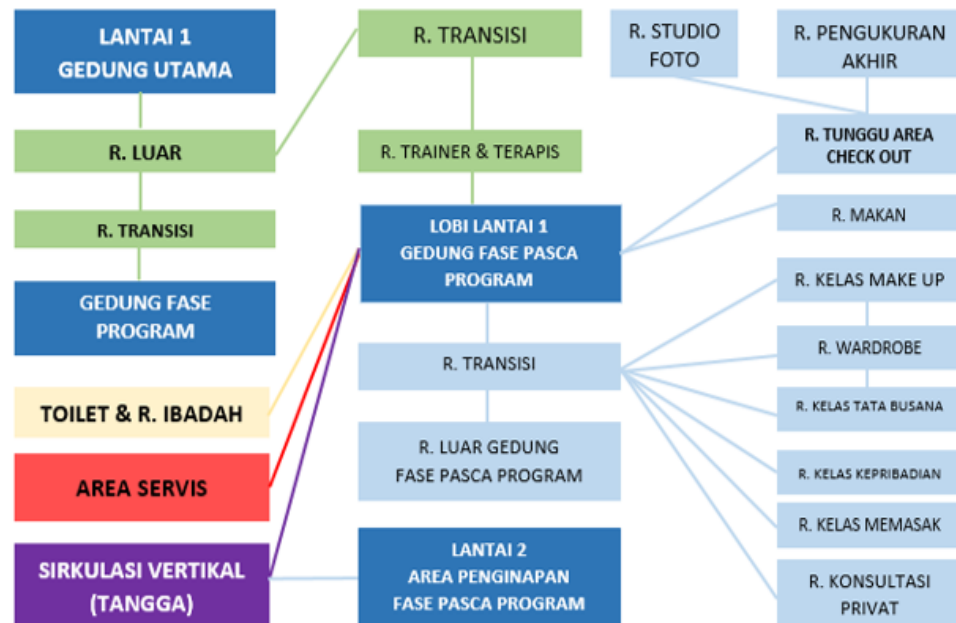 LANTAI 1
GEDUNG UTAMA
R. LUAR
R. TRANSISI
GEDUNG FASE
PROGRAM
TOILET & R. IBADAH
AREA SERVIS
SIRKULASI VERTIKAL
(TANGGA)
R. TRANSISI
R. TRAINER & TERAPIS
LOBI LANTAI 1
GEDUNG FASE PASCA
PROGRAM
R. TRANSISI
R. LUAR GEDUNG
FASE PASCA PROGRAM
LANTAI 2
AREA PENGINAPAN
FASE PASCA PROGRAM
R. STUDIO
FOTO
R. PENGUKURAN
AKHIR
R. TUNGGU AREA
CHECK OUT
R. MAKAN
R. KELAS MAKE UP
R. WARDROBE
R. KELAS TATA BUSANA
R. KELAS KEPRIBADIAN
R. KELAS MEMASAK
R. KONSULTASI
PRIVAT